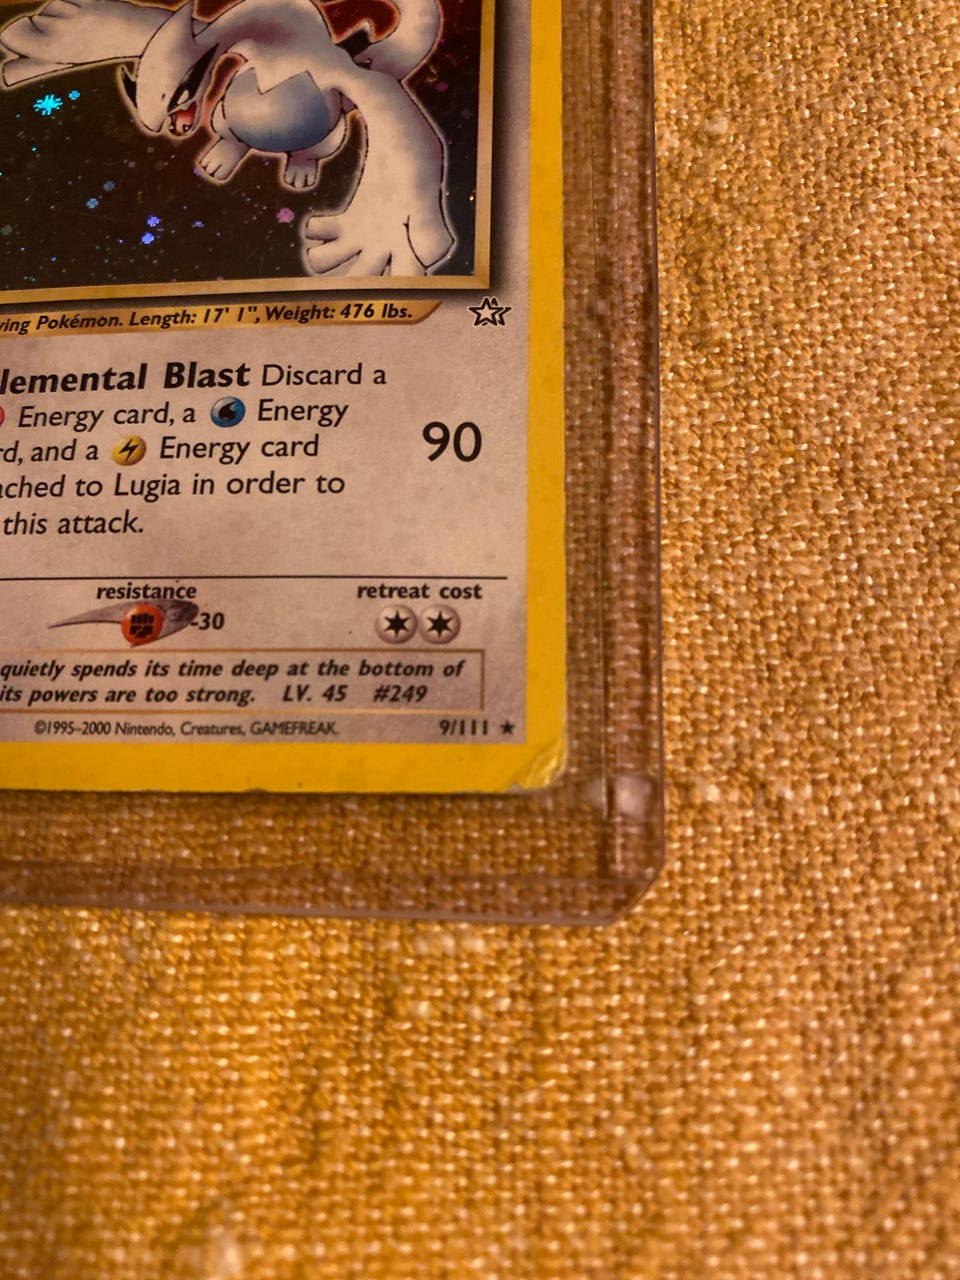 ving Pokémon. Length: 17' 1", Weight: 476 lbs.
lemental Blast Discard a
Energy card, a Energy
rd, and a Energy card
ached to Lugia in order to
this attack.
90
resistance
retreat cost
-30
quietly spends its time deep at the bottom of
its powers are too strong. LV. 45 #249
©1995–2000 Nintendo, Creatures, GAMEFREAK.
9/111 ★